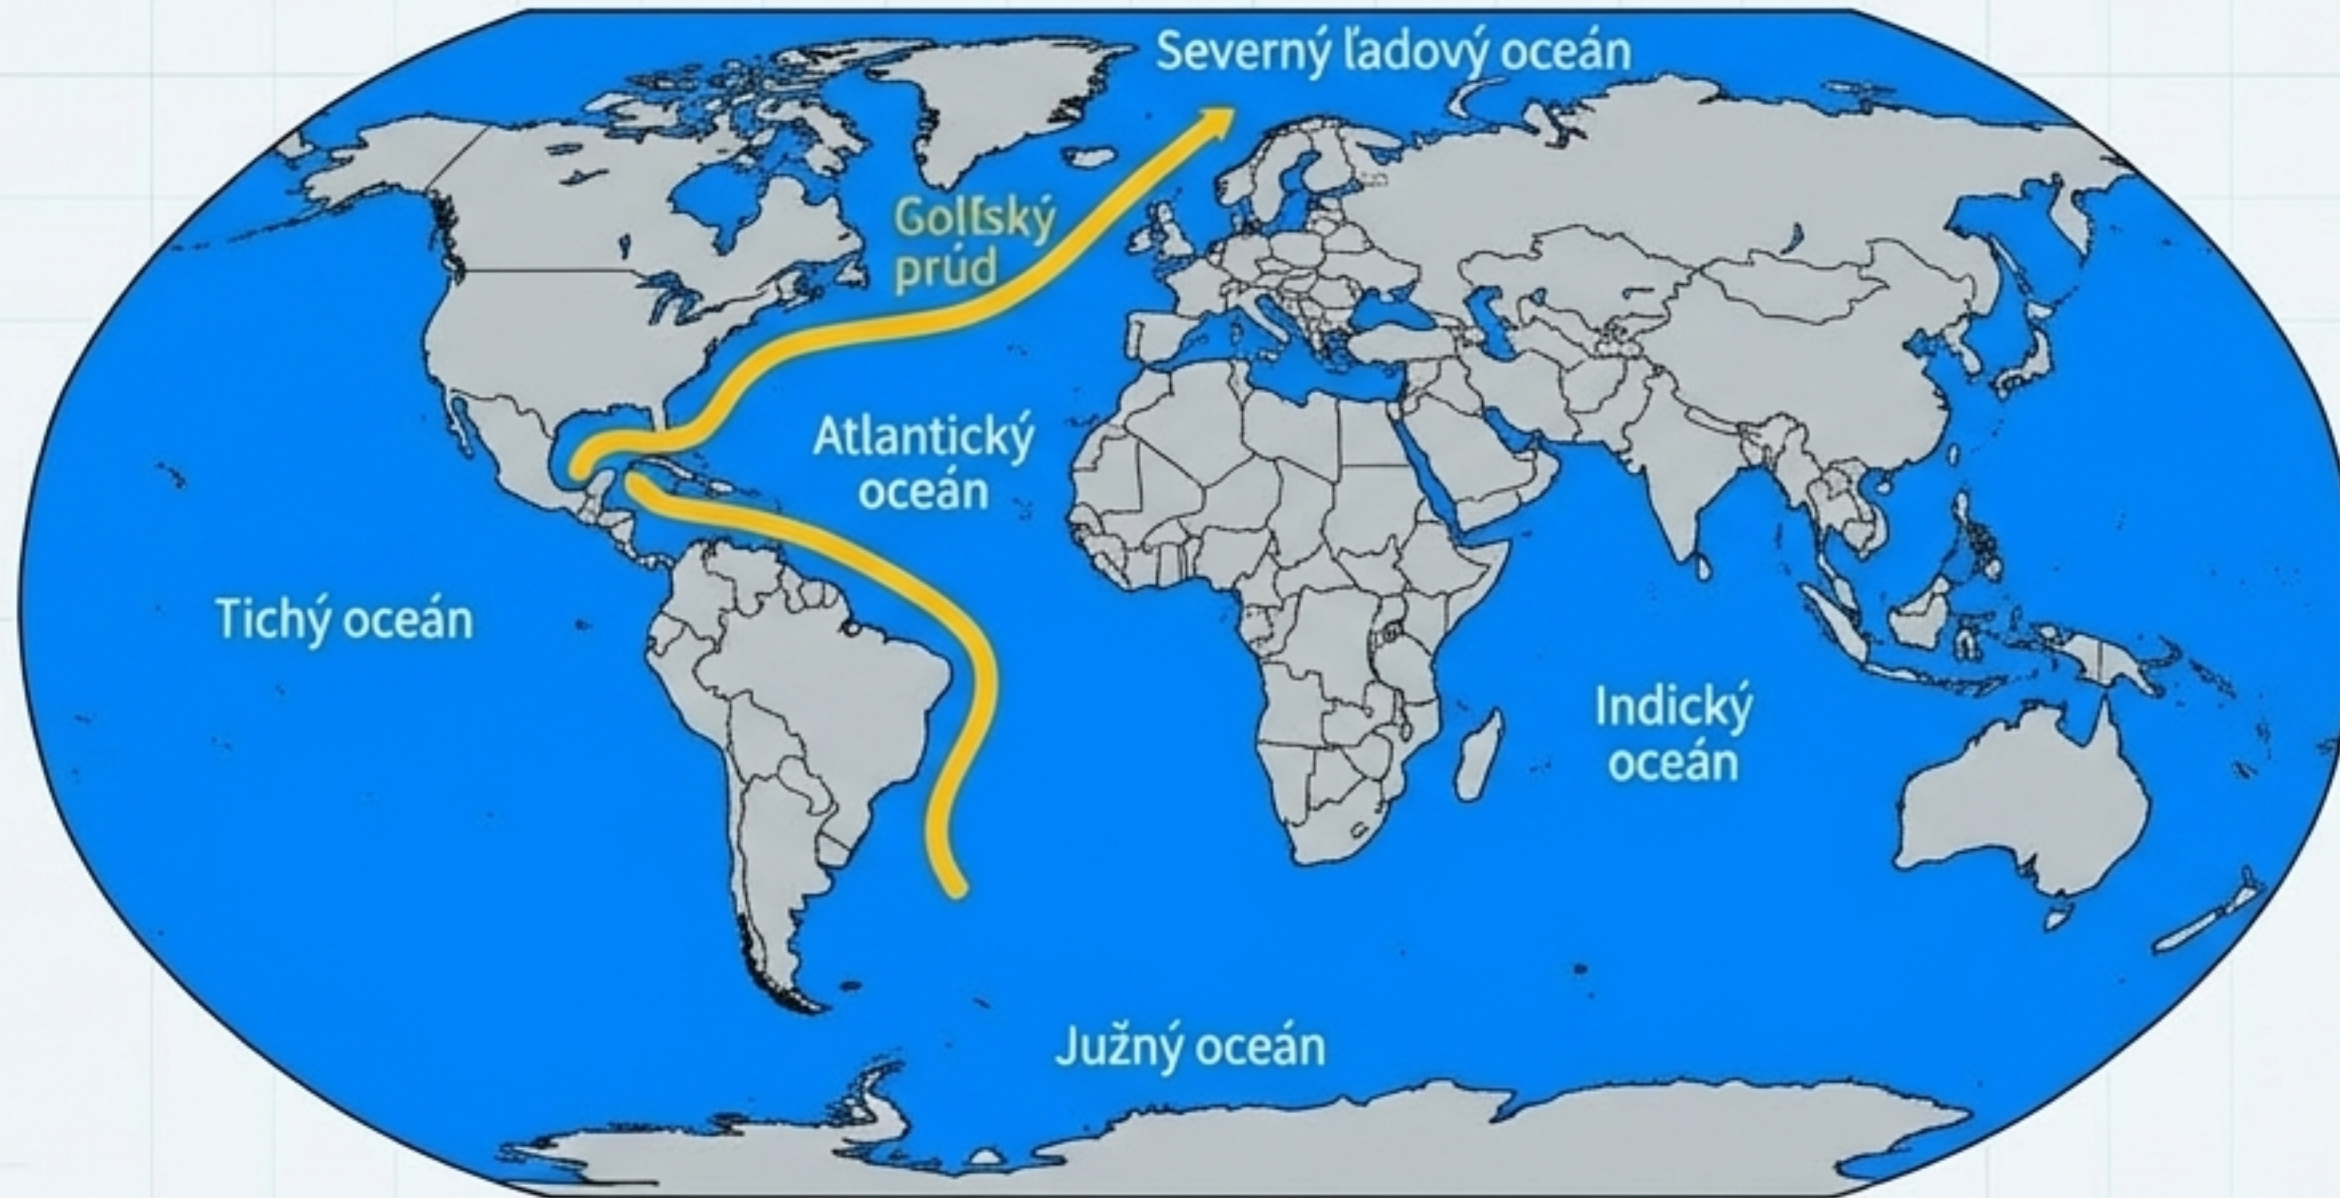 Severný ľadový oceán
Golfský
prúd
Atlantický
oceán
Tichý oceán
Indický
oceán
Južný oceán